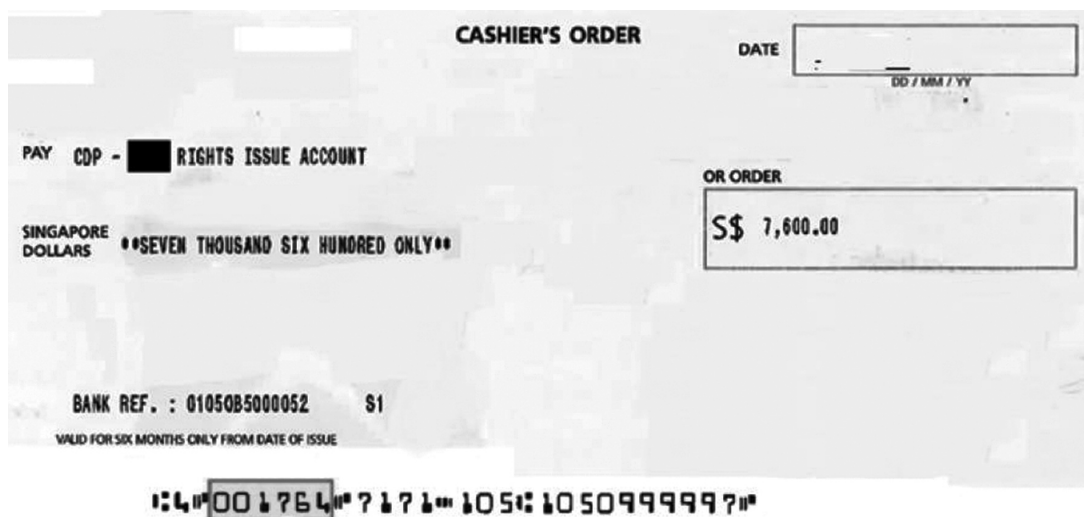 CASHIER'S ORDER
DATE
DD / MM / YY
PAY CDP - RIGHTS ISSUE ACCOUNT
OR ORDER
SINGAPORE DOLLARS **SEVEN THOUSAND SIX HUNDRED ONLY**
S$ 7,600.00
BANK REF. : 01050B5000052 S1
VALID FOR SIX MONTHS ONLY FROM DATE OF ISSUE
⑆4⑈001764⑈7171⑉105⑆1050999997⑈